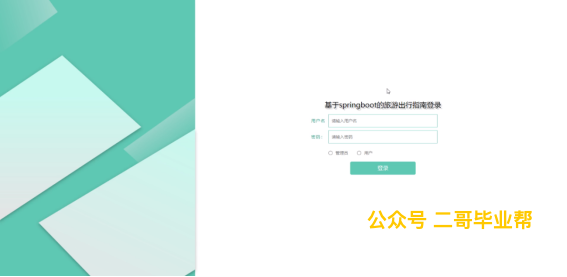 基于springboot的旅游出行指南登录
用户名
请输入用户名
密码：
请输入密码
管理员 用户
登录
公众号 二哥毕业帮